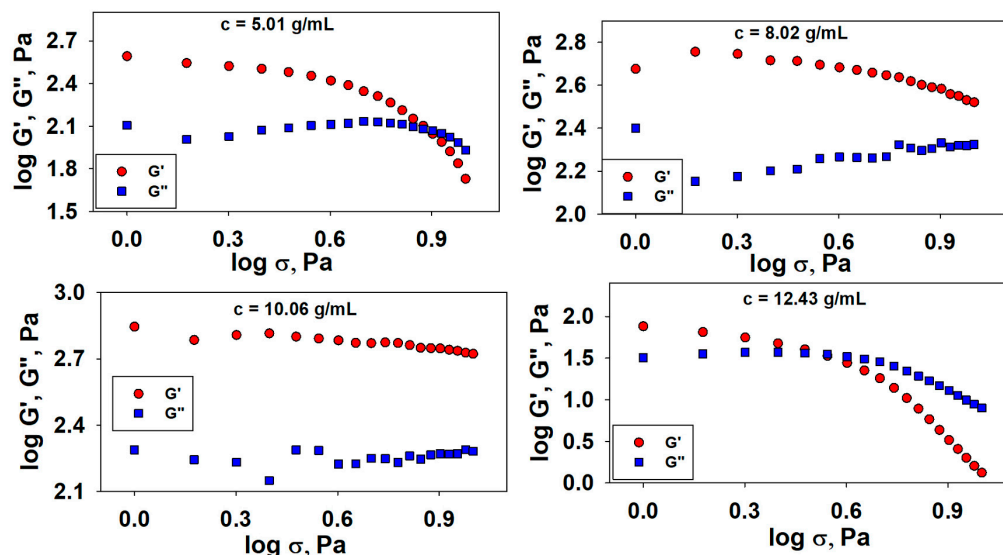 c = 5.01 g/mL
log G', G'', Pa
2.7
2.4
2.1
1.8
1.5
G'
G''
0.0 0.3 0.6 0.9
log σ, Pa
c = 8.02 g/mL
log G', G'', Pa
2.8
2.6
2.4
2.2
2.0
G'
G''
0.0 0.3 0.6 0.9
log σ, Pa
c = 10.06 g/mL
log G', G'', Pa
3.0
2.7
2.4
2.1
G'
G''
0.0 0.3 0.6 0.9
log σ, Pa
c = 12.43 g/mL
log G', G'', Pa
2.0
1.5
1.0
0.5
0.0
G'
G''
0.0 0.3 0.6 0.9
log σ, Pa